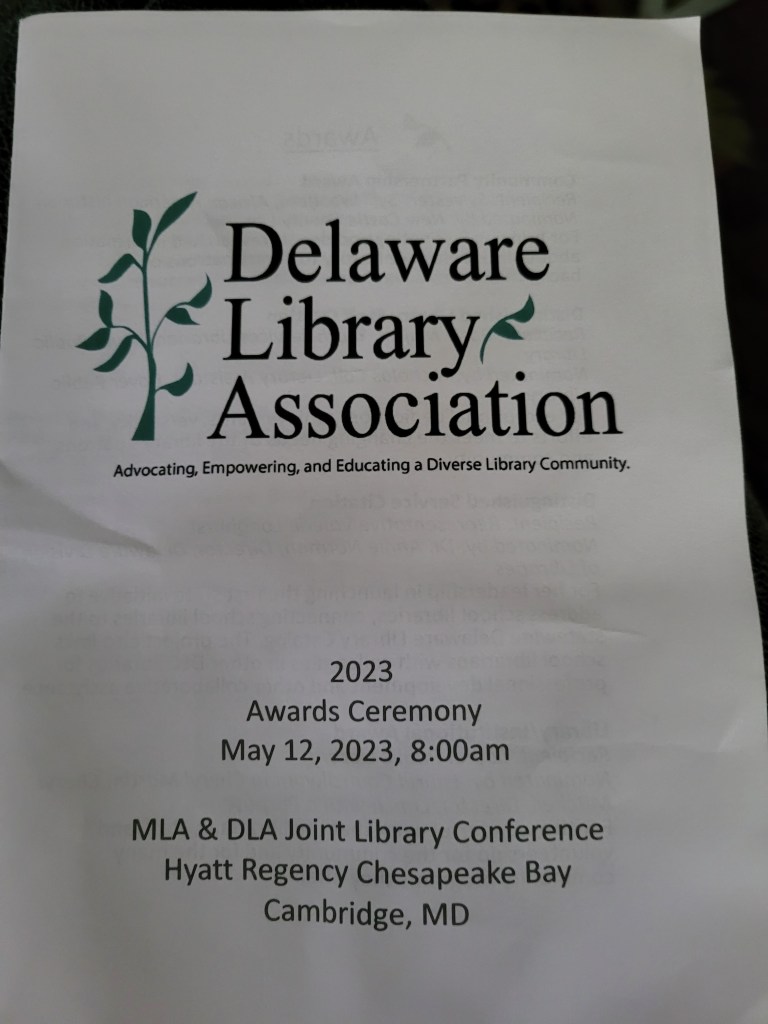 Delaware
Library
Association
Advocating, Empowering, and Educating a Diverse Library Community.
2023
Awards Ceremony
May 12, 2023, 8:00am
MLA & DLA Joint Library Conference
Hyatt Regency Chesapeake Bay
Cambridge, MD